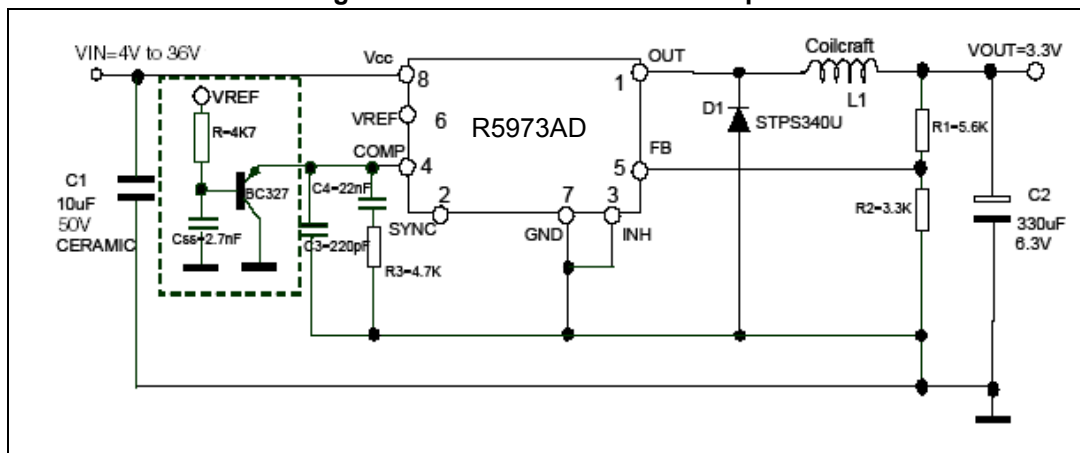 VIN=4V to 36V
Vcc
8
OUT
1
Coilcraft
L1
VOUT=3.3V
VREF
R=4K7
VREF
6
R5973AD
D1
STPS340U
R1=5.6K
COMP
4
FB
5
C1
10uF
50V
CERAMIC
BC327
Css=2.7nF
C4=22nF
C3=220pF
R3=4.7K
2
SYNC
7
GND
3
INH
R2=3.3K
C2
330uF
6.3V